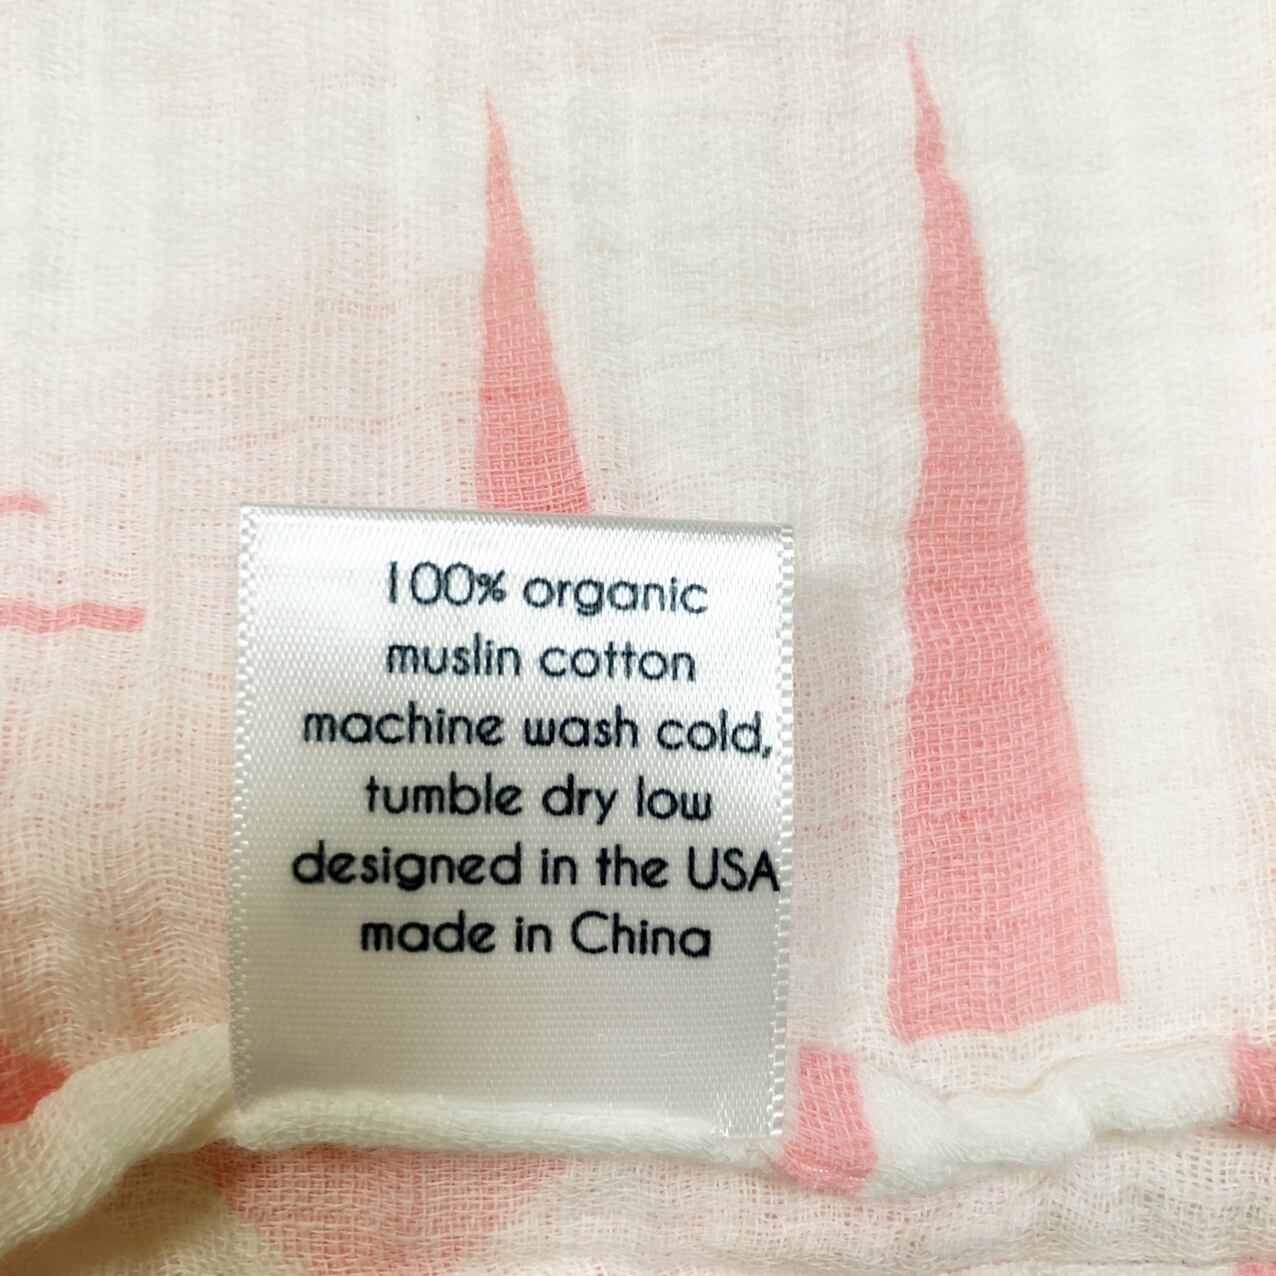 100% organic
muslin cotton
machine wash cold,
tumble dry low
designed in the USA
made in China